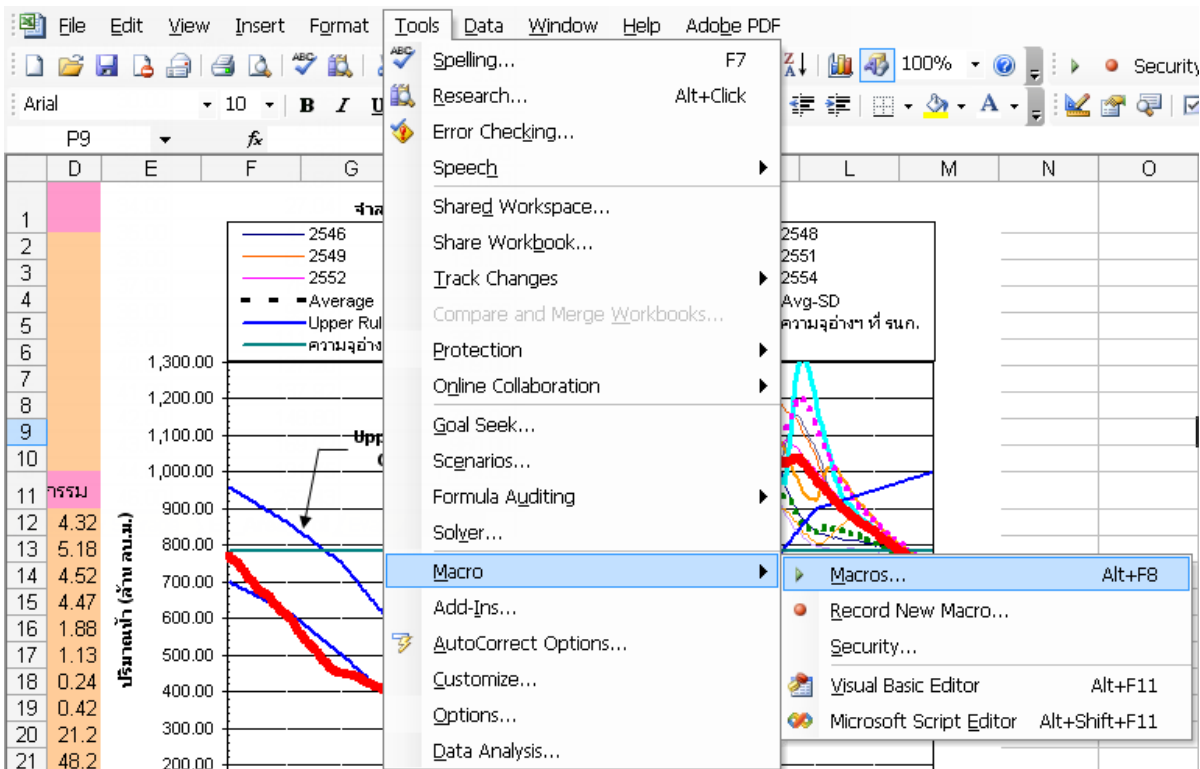 File Edit View Insert Format Tools Data Window Help Adobe PDF
Spelling... F7
100%
Security
Arial 10 B I U
Research... Alt+Click
Error Checking...
P9 fx
Speech
D E F G L M N O
Shared Workspace...
Share Workbook...
Track Changes
Compare and Merge Workbooks...
Protection
Online Collaboration
Goal Seek...
Scenarios...
Formula Auditing
Solver...
Macro
Add-Ins...
AutoCorrect Options...
Customize...
Options...
Data Analysis...
Macros... Alt+F8
Record New Macro...
Security...
Visual Basic Editor Alt+F11
Microsoft Script Editor Alt+Shift+F11
1
2
3
4
5
6
7
8
9
10
11 กรรม
12 4.32
13 5.15
14 4.52
15 4.47
16 1.88
17 1.13
18 0.24
19 0.42
20 21.2
21 48.2
2546 2548
2549 2551
2552 2554
Average Avg-SD
Upper Rul ความจุอ่างฯ ที่ รนก.
ความจุอ่าง
1,300.00
1,200.00
1,100.00
1,000.00
900.00
800.00
700.00
600.00
500.00
400.00
300.00
200.00
Upp
ปริมาณน้ำ (ล้าน ลบ.ม.)